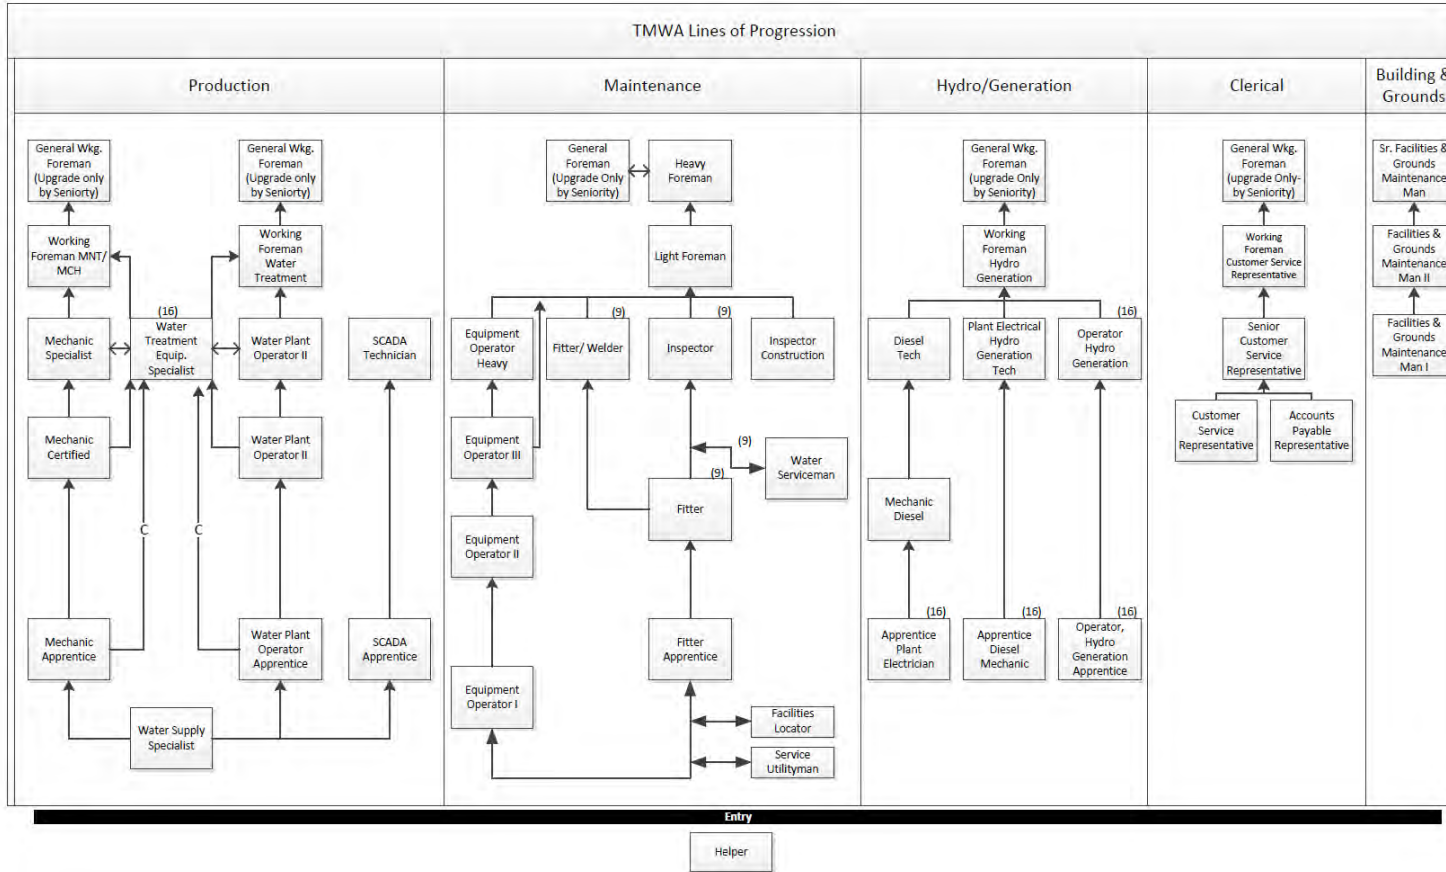 TMWA Lines of Progression
Production
Maintenance
Hydro/Generation
Clerical
Building &
Grounds
General Wkg.
Foreman
(Upgrade only
by Seniorty)
General Wkg.
Foreman
(Upgrade only
by Seniorty)
Working
Foreman MNT/
MCH
Working
Foreman
Water
Treatment
Mechanic
Specialist
(16)
Water
Treatment
Equip.
Specialist
Water Plant
Operator II
SCADA
Technician
Mechanic
Certified
Water Plant
Operator II
C
C
Mechanic
Apprentice
Water Plant
Operator
Apprentice
SCADA
Apprentice
Water Supply
Specialist
General
Foreman
(Upgrade Only
by Seniority)
Heavy
Foreman
Light Foreman
Equipment
Operator
Heavy
(9)
Fitter/ Welder
(9)
Inspector
Inspector
Construction
Equipment
Operator III
(9)
Water
Serviceman
(9)
Fitter
Equipment
Operator II
Fitter
Apprentice
Equipment
Operator I
Facilities
Locator
Service
Utilityman
General Wkg.
Foreman
(upgrade Only
by Seniority)
Working
Foreman
Hydro
Generation
Diesel
Tech
Plant Electrical
Hydro
Generation
Tech
(16)
Operator
Hydro
Generation
Mechanic
Diesel
(16)
Apprentice
Plant
Electrician
(16)
Apprentice
Diesel
Mechanic
(16)
Operator,
Hydro
Generation
Apprentice
General Wkg.
Foreman
(upgrade Only-
by Seniority)
Working
Foreman
Customer Service
Representative
Senior
Customer
Service
Representative
Customer
Service
Representative
Accounts
Payable
Representative
Sr. Facilities &
Grounds
Maintenance
Man
Facilities &
Grounds
Maintenance
Man II
Facilities &
Grounds
Maintenance
Man I
Entry
Helper